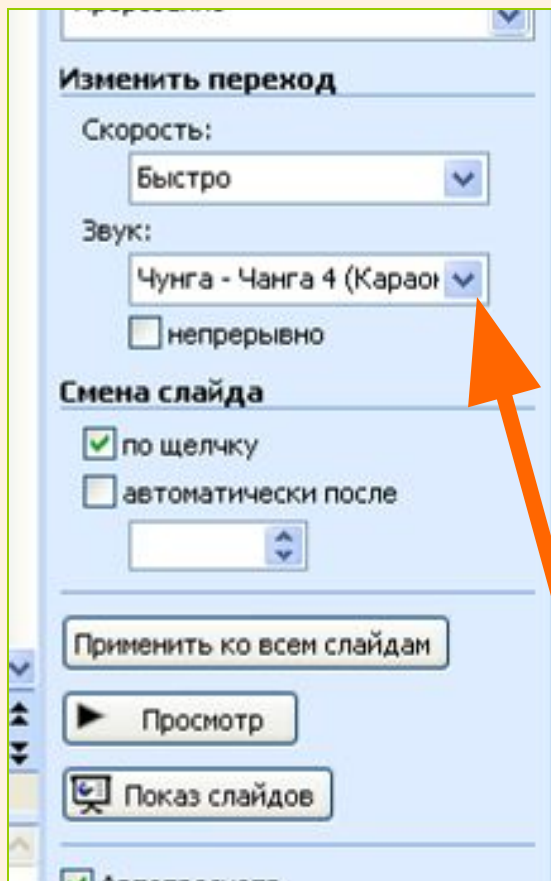 Изменить переход
Скорость:
Быстро
Звук:
Чунга - Чанга 4 (Караок
непрерывно
Смена слайда
по щелчку
автоматически после
Применить ко всем слайдам
Просмотр
Показ слайдов